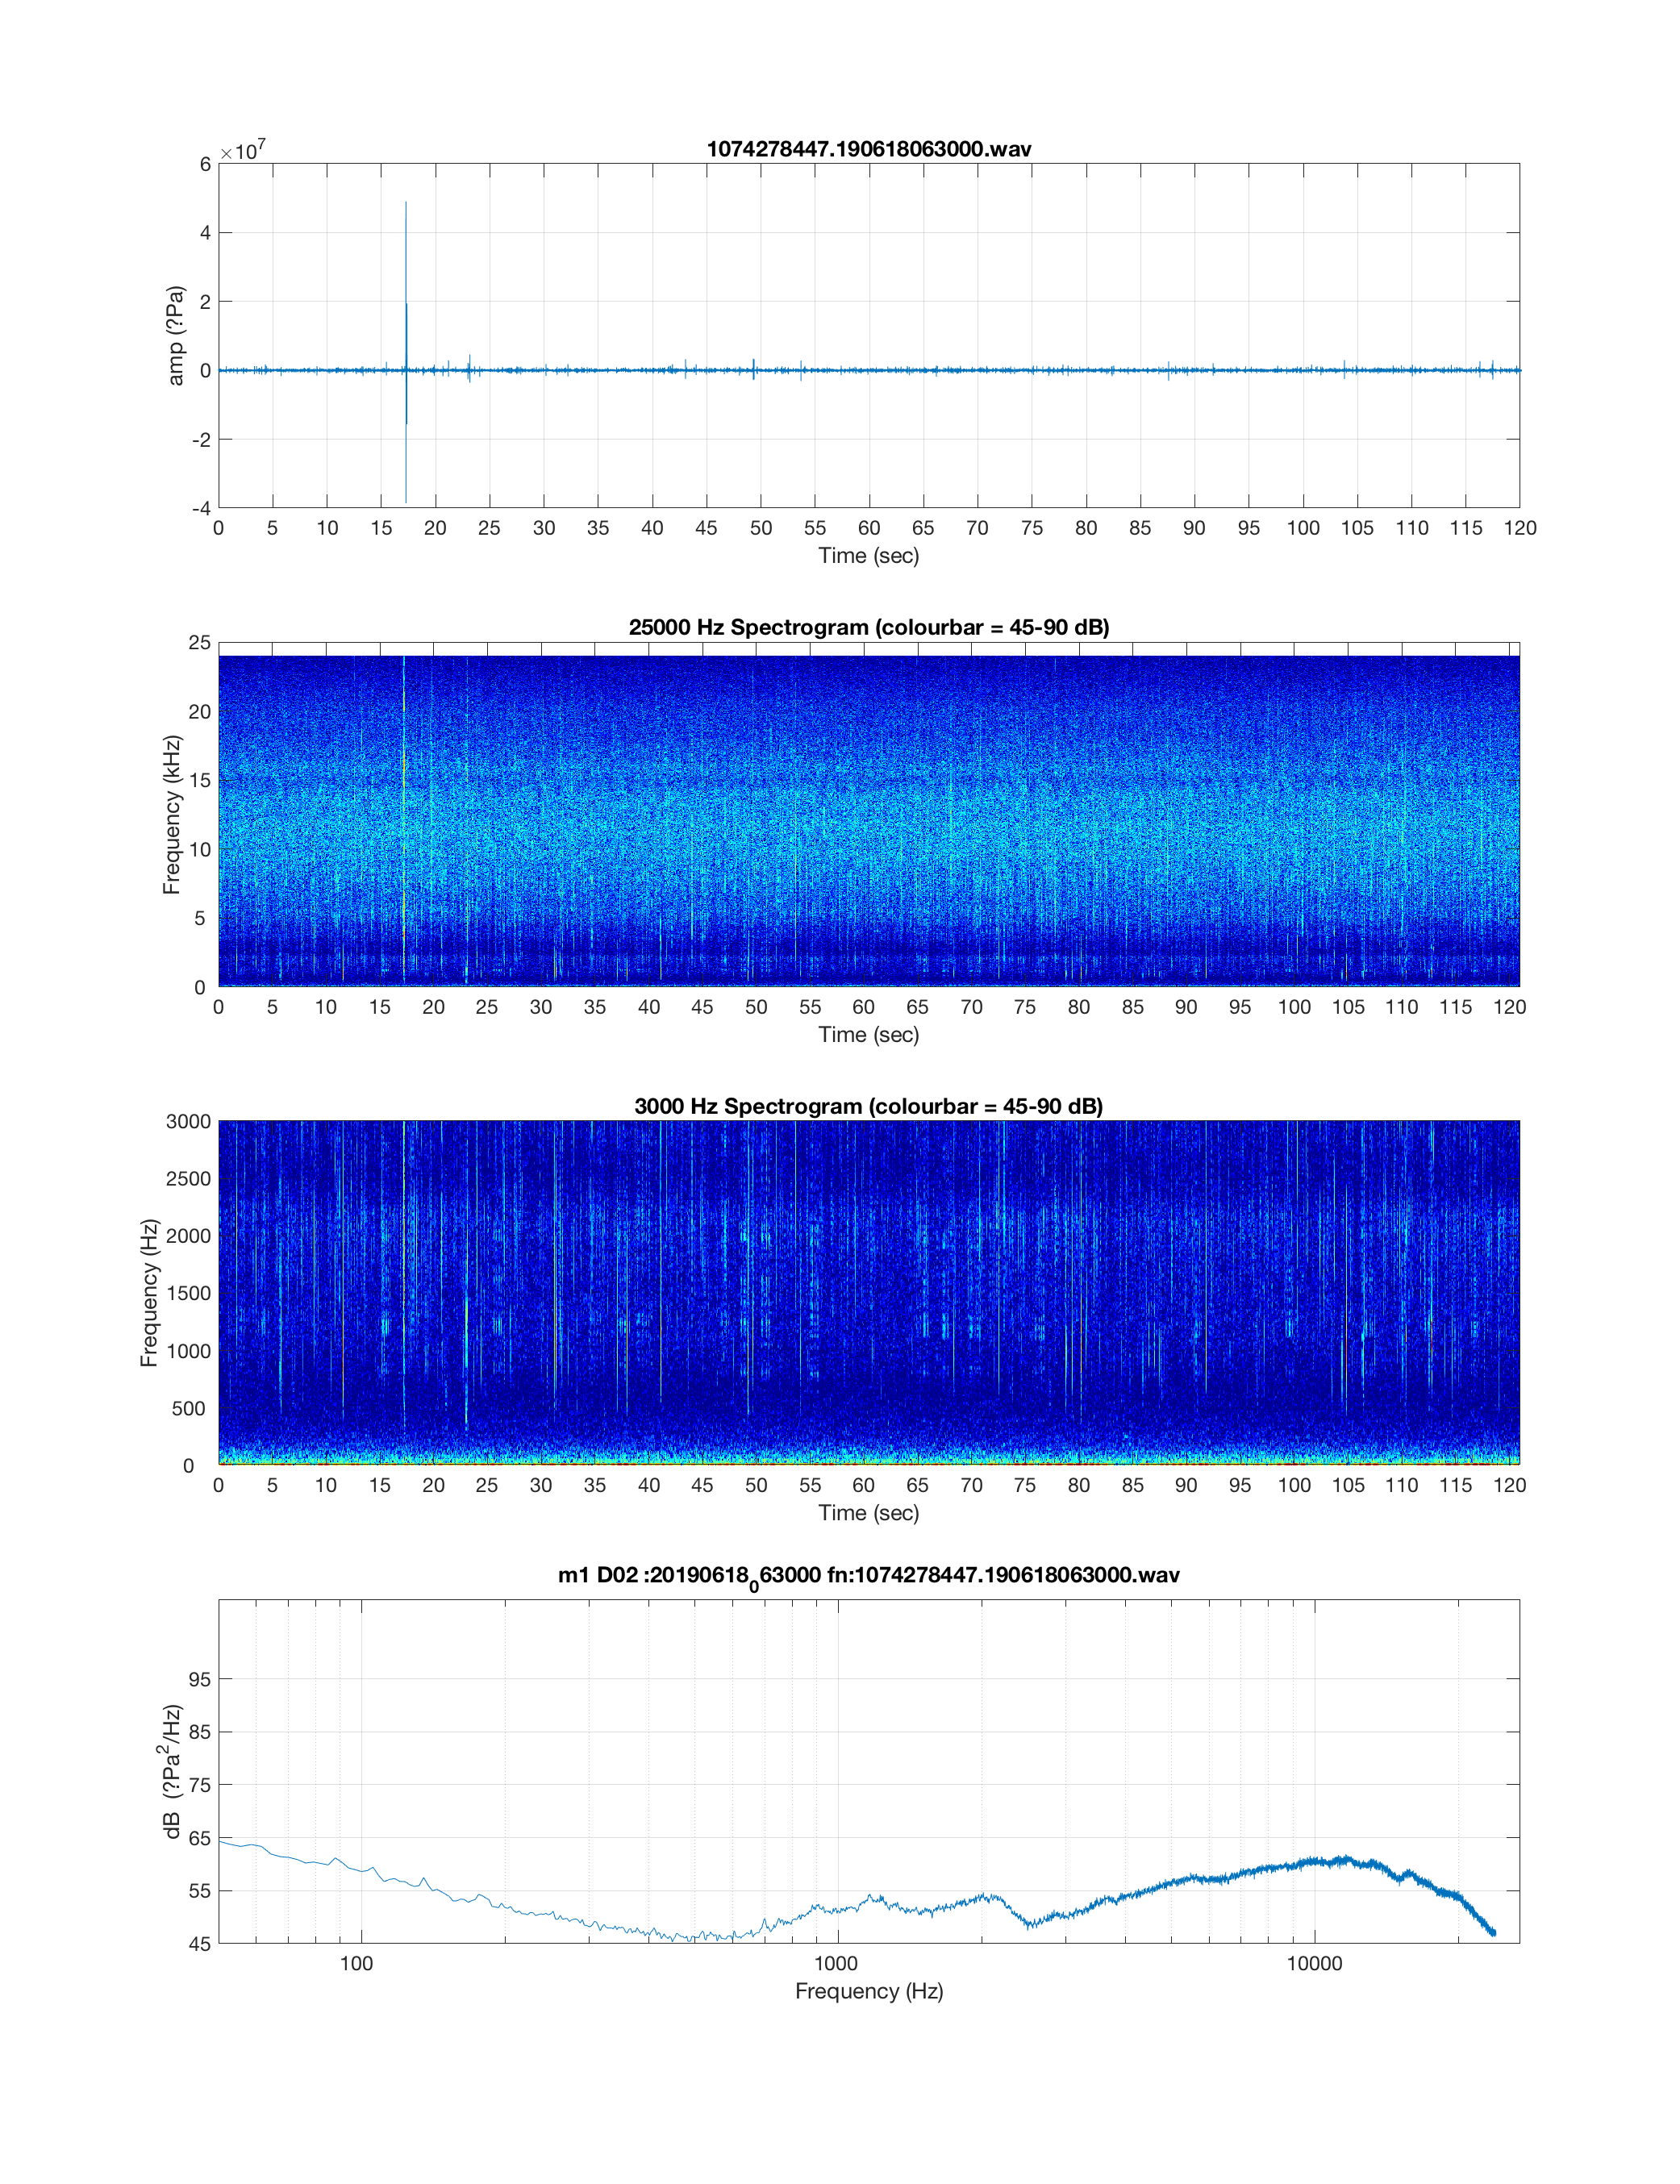 1074278447.190618063000.wav
×10^7
6
4
2
0
-2
-4
amp (?Pa)
0 5 10 15 20 25 30 35 40 45 50 55 60 65 70 75 80 85 90 95 100 105 110 115 120
Time (sec)
25000 Hz Spectrogram (colourbar = 45-90 dB)
25
20
15
10
5
0
Frequency (kHz)
0 5 10 15 20 25 30 35 40 45 50 55 60 65 70 75 80 85 90 95 100 105 110 115 120
Time (sec)
3000 Hz Spectrogram (colourbar = 45-90 dB)
3000
2500
2000
1500
1000
500
0
Frequency (Hz)
0 5 10 15 20 25 30 35 40 45 50 55 60 65 70 75 80 85 90 95 100 105 110 115 120
Time (sec)
m1 D02 :20190618_063000 fn:1074278447.190618063000.wav
95
85
75
65
55
45
dB (?Pa^2/Hz)
100 1000 10000
Frequency (Hz)